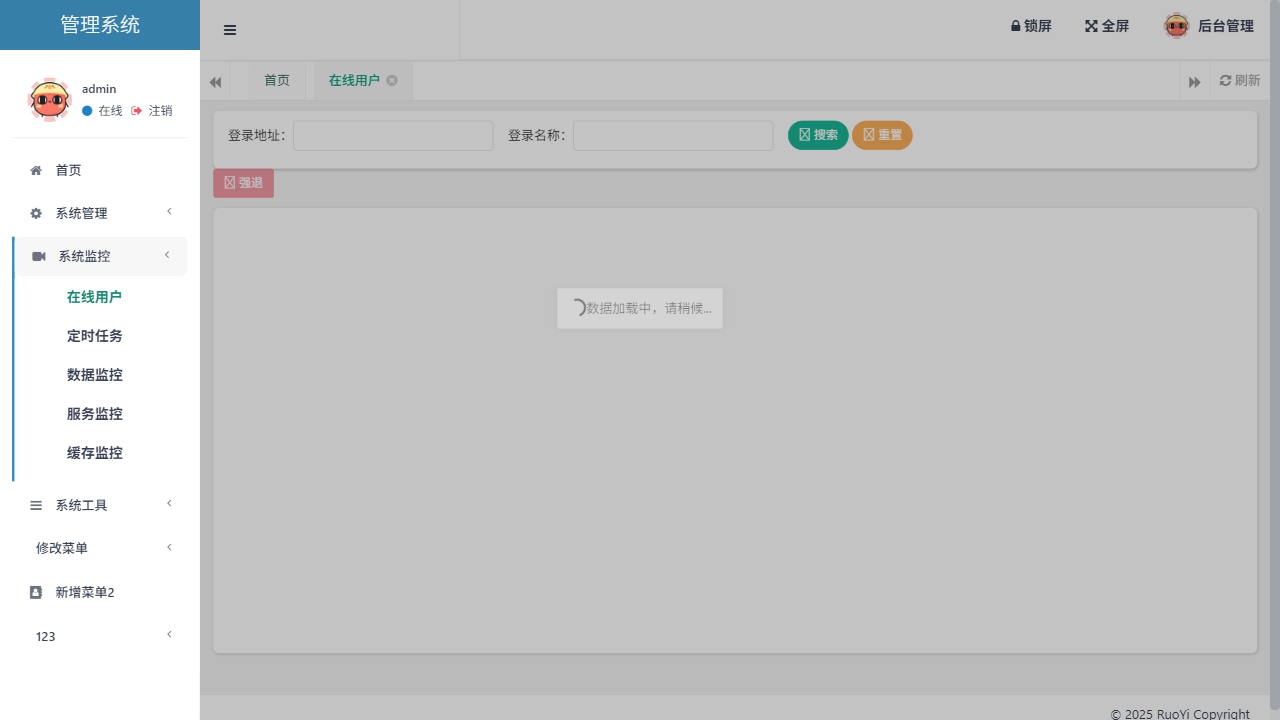 管理系统
锁屏 全屏 后台管理
admin
在线 注销
首页 在线用户 刷新
登录地址： 登录名称： 搜索 重置
强退
首页
系统管理
系统监控
在线用户
定时任务
数据监控
服务监控
缓存监控
系统工具
修改菜单
新增菜单2
123
数据加载中，请稍候...
© 2025 RuoYi Copyright